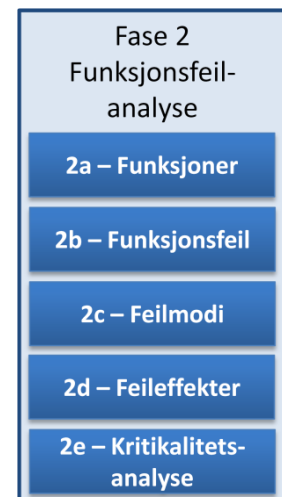 Fase 2
Funksjonsfeil-
analyse
2a – Funksjoner
2b – Funksjonsfeil
2c – Feilmodi
2d – Feileffekter
2e – Kritikalitets-
analyse